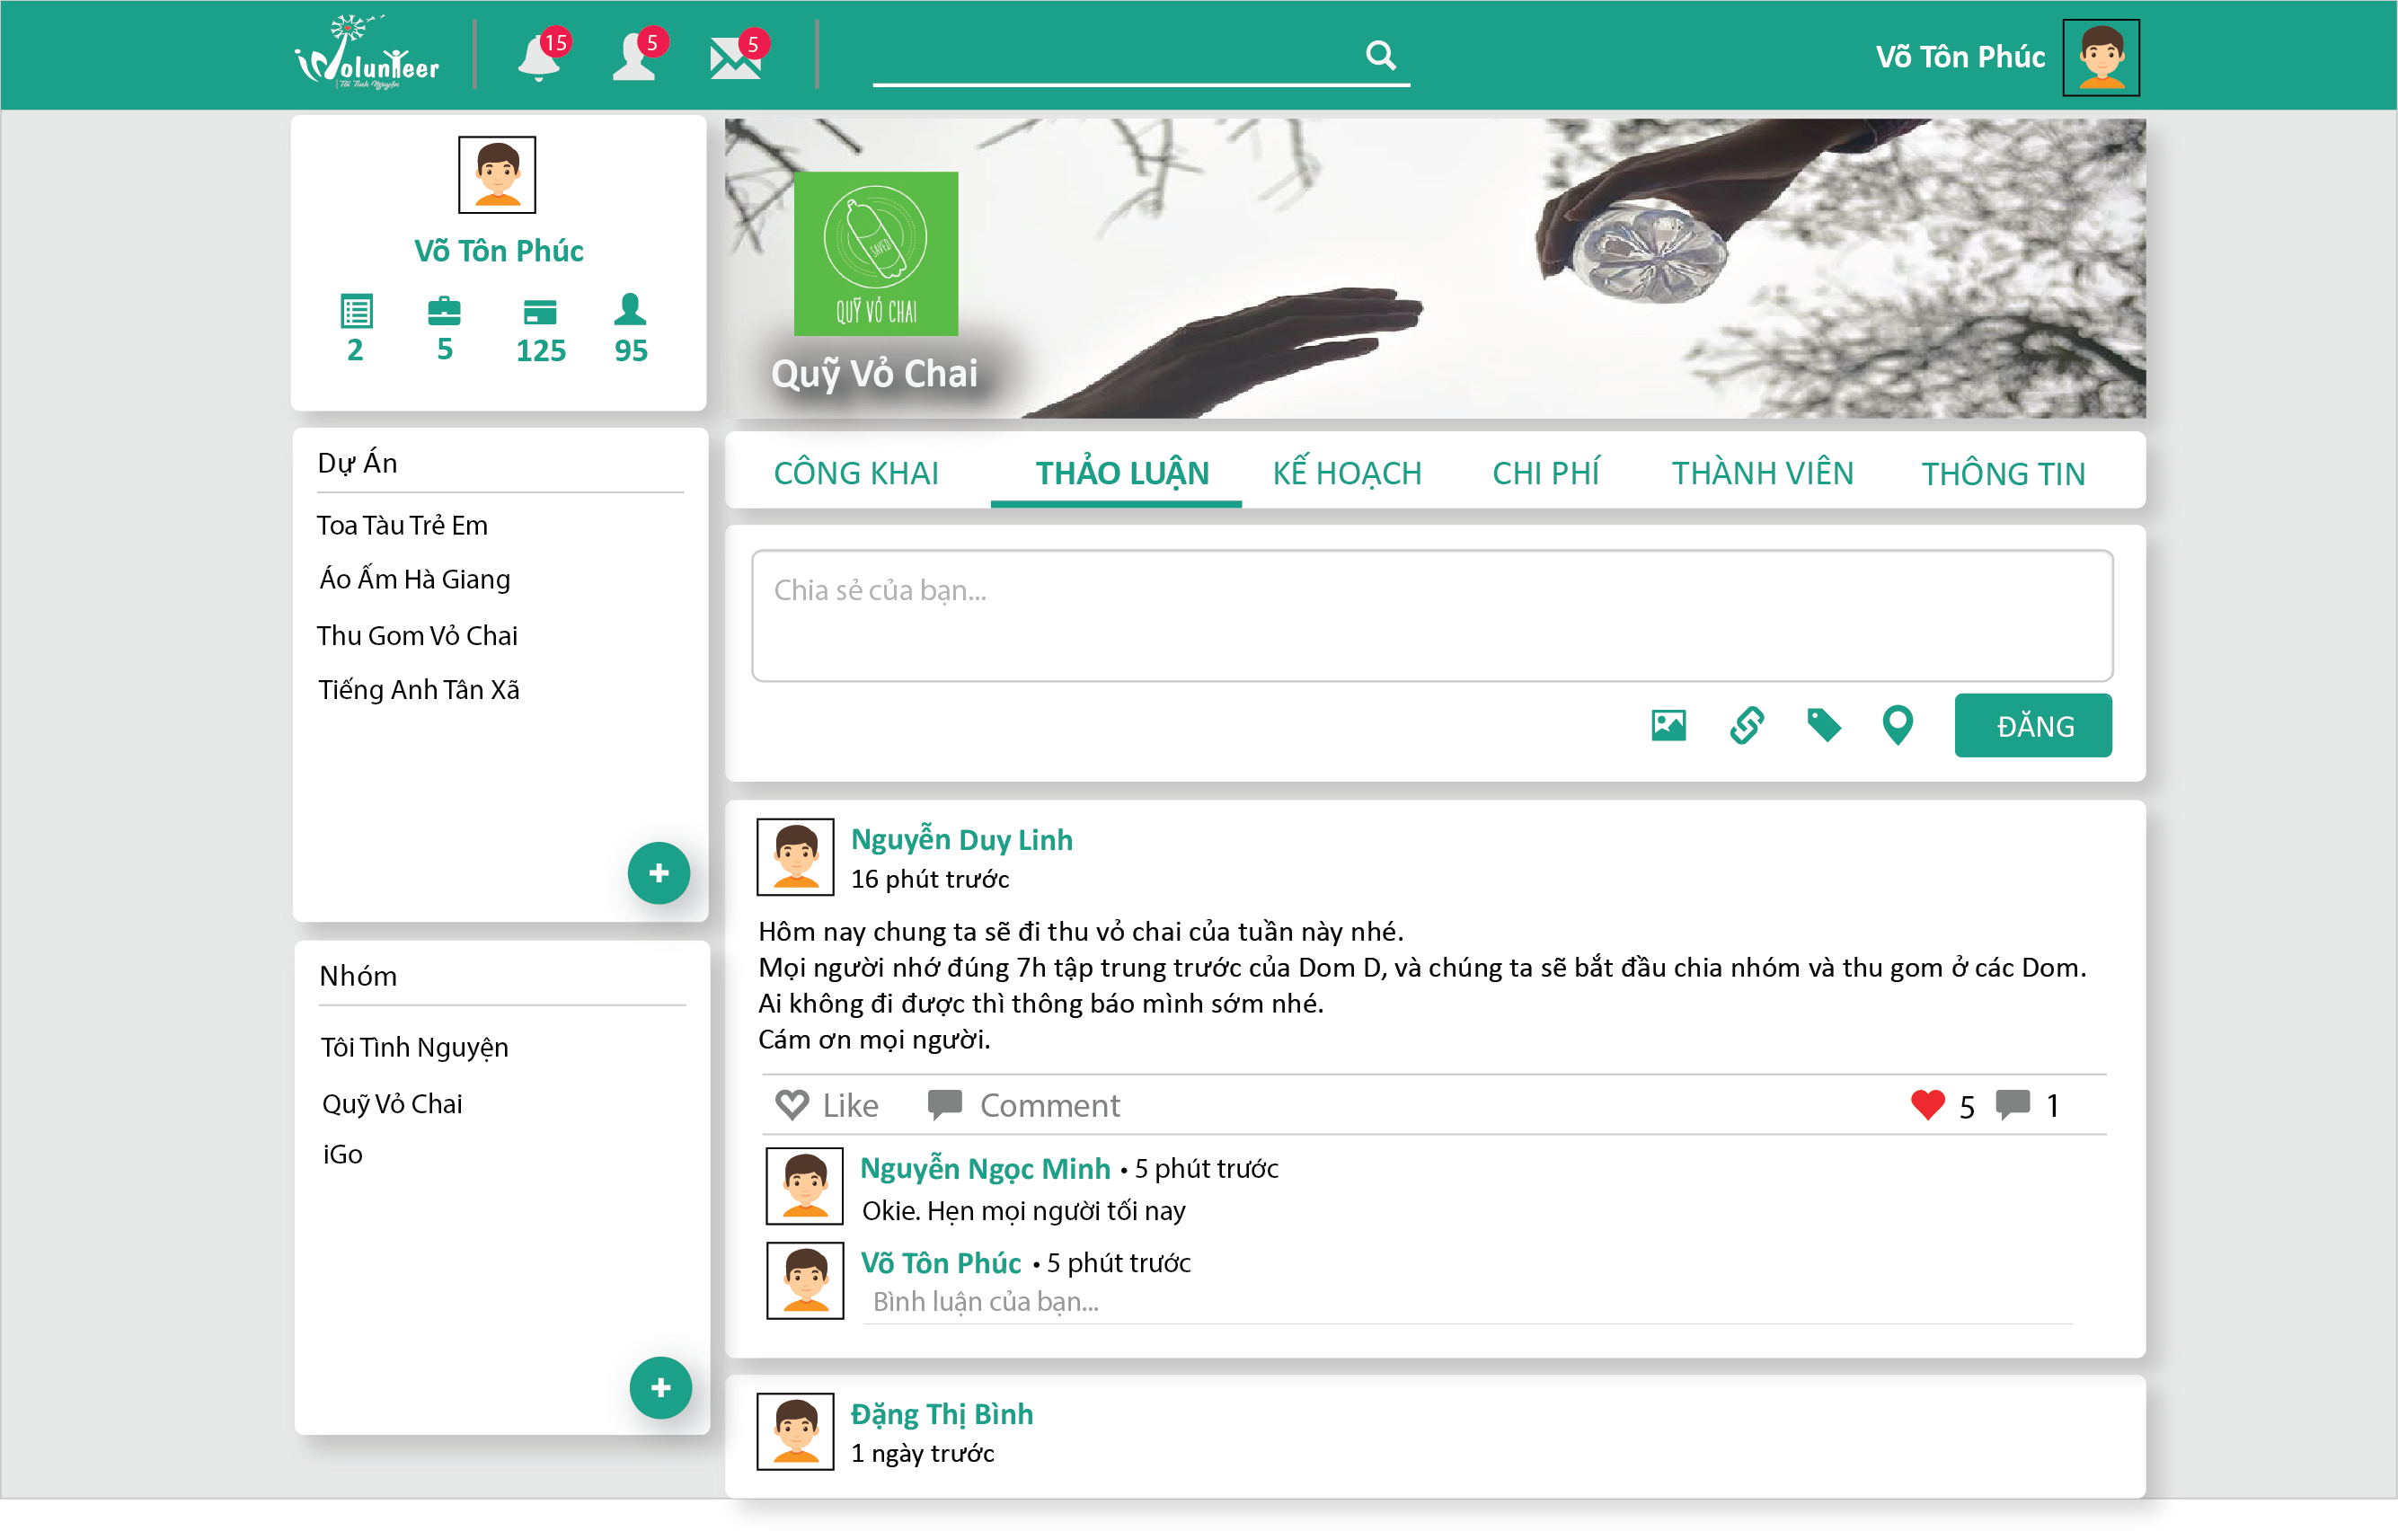 Volunteer
Tôi Tình Nguyện
15
5
5
Võ Tôn Phúc
Võ Tôn Phúc
2
5
125
95
SAVED
QUỸ VỎ CHAI
Quỹ Vỏ Chai
Dự Án
Toa Tàu Trẻ Em
Áo Ấm Hà Giang
Thu Gom Vỏ Chai
Tiếng Anh Tân Xã
Nhóm
Tôi Tình Nguyện
Quỹ Vỏ Chai
iGo
CÔNG KHAI
THẢO LUẬN
KẾ HOẠCH
CHI PHÍ
THÀNH VIÊN
THÔNG TIN
Chia sẻ của bạn...
ĐĂNG
Nguyễn Duy Linh
16 phút trước
Hôm nay chung ta sẽ đi thu vỏ chai của tuần này nhé.
Mọi người nhớ đúng 7h tập trung trước của Dom D, và chúng ta sẽ bắt đầu chia nhóm và thu gom ở các Dom.
Ai không đi được thì thông báo mình sớm nhé.
Cám ơn mọi người.
Like
Comment
5
1
Nguyễn Ngọc Minh • 5 phút trước
Okie. Hẹn mọi người tối nay
Võ Tôn Phúc • 5 phút trước
Bình luận của bạn...
Đặng Thị Bình
1 ngày trước